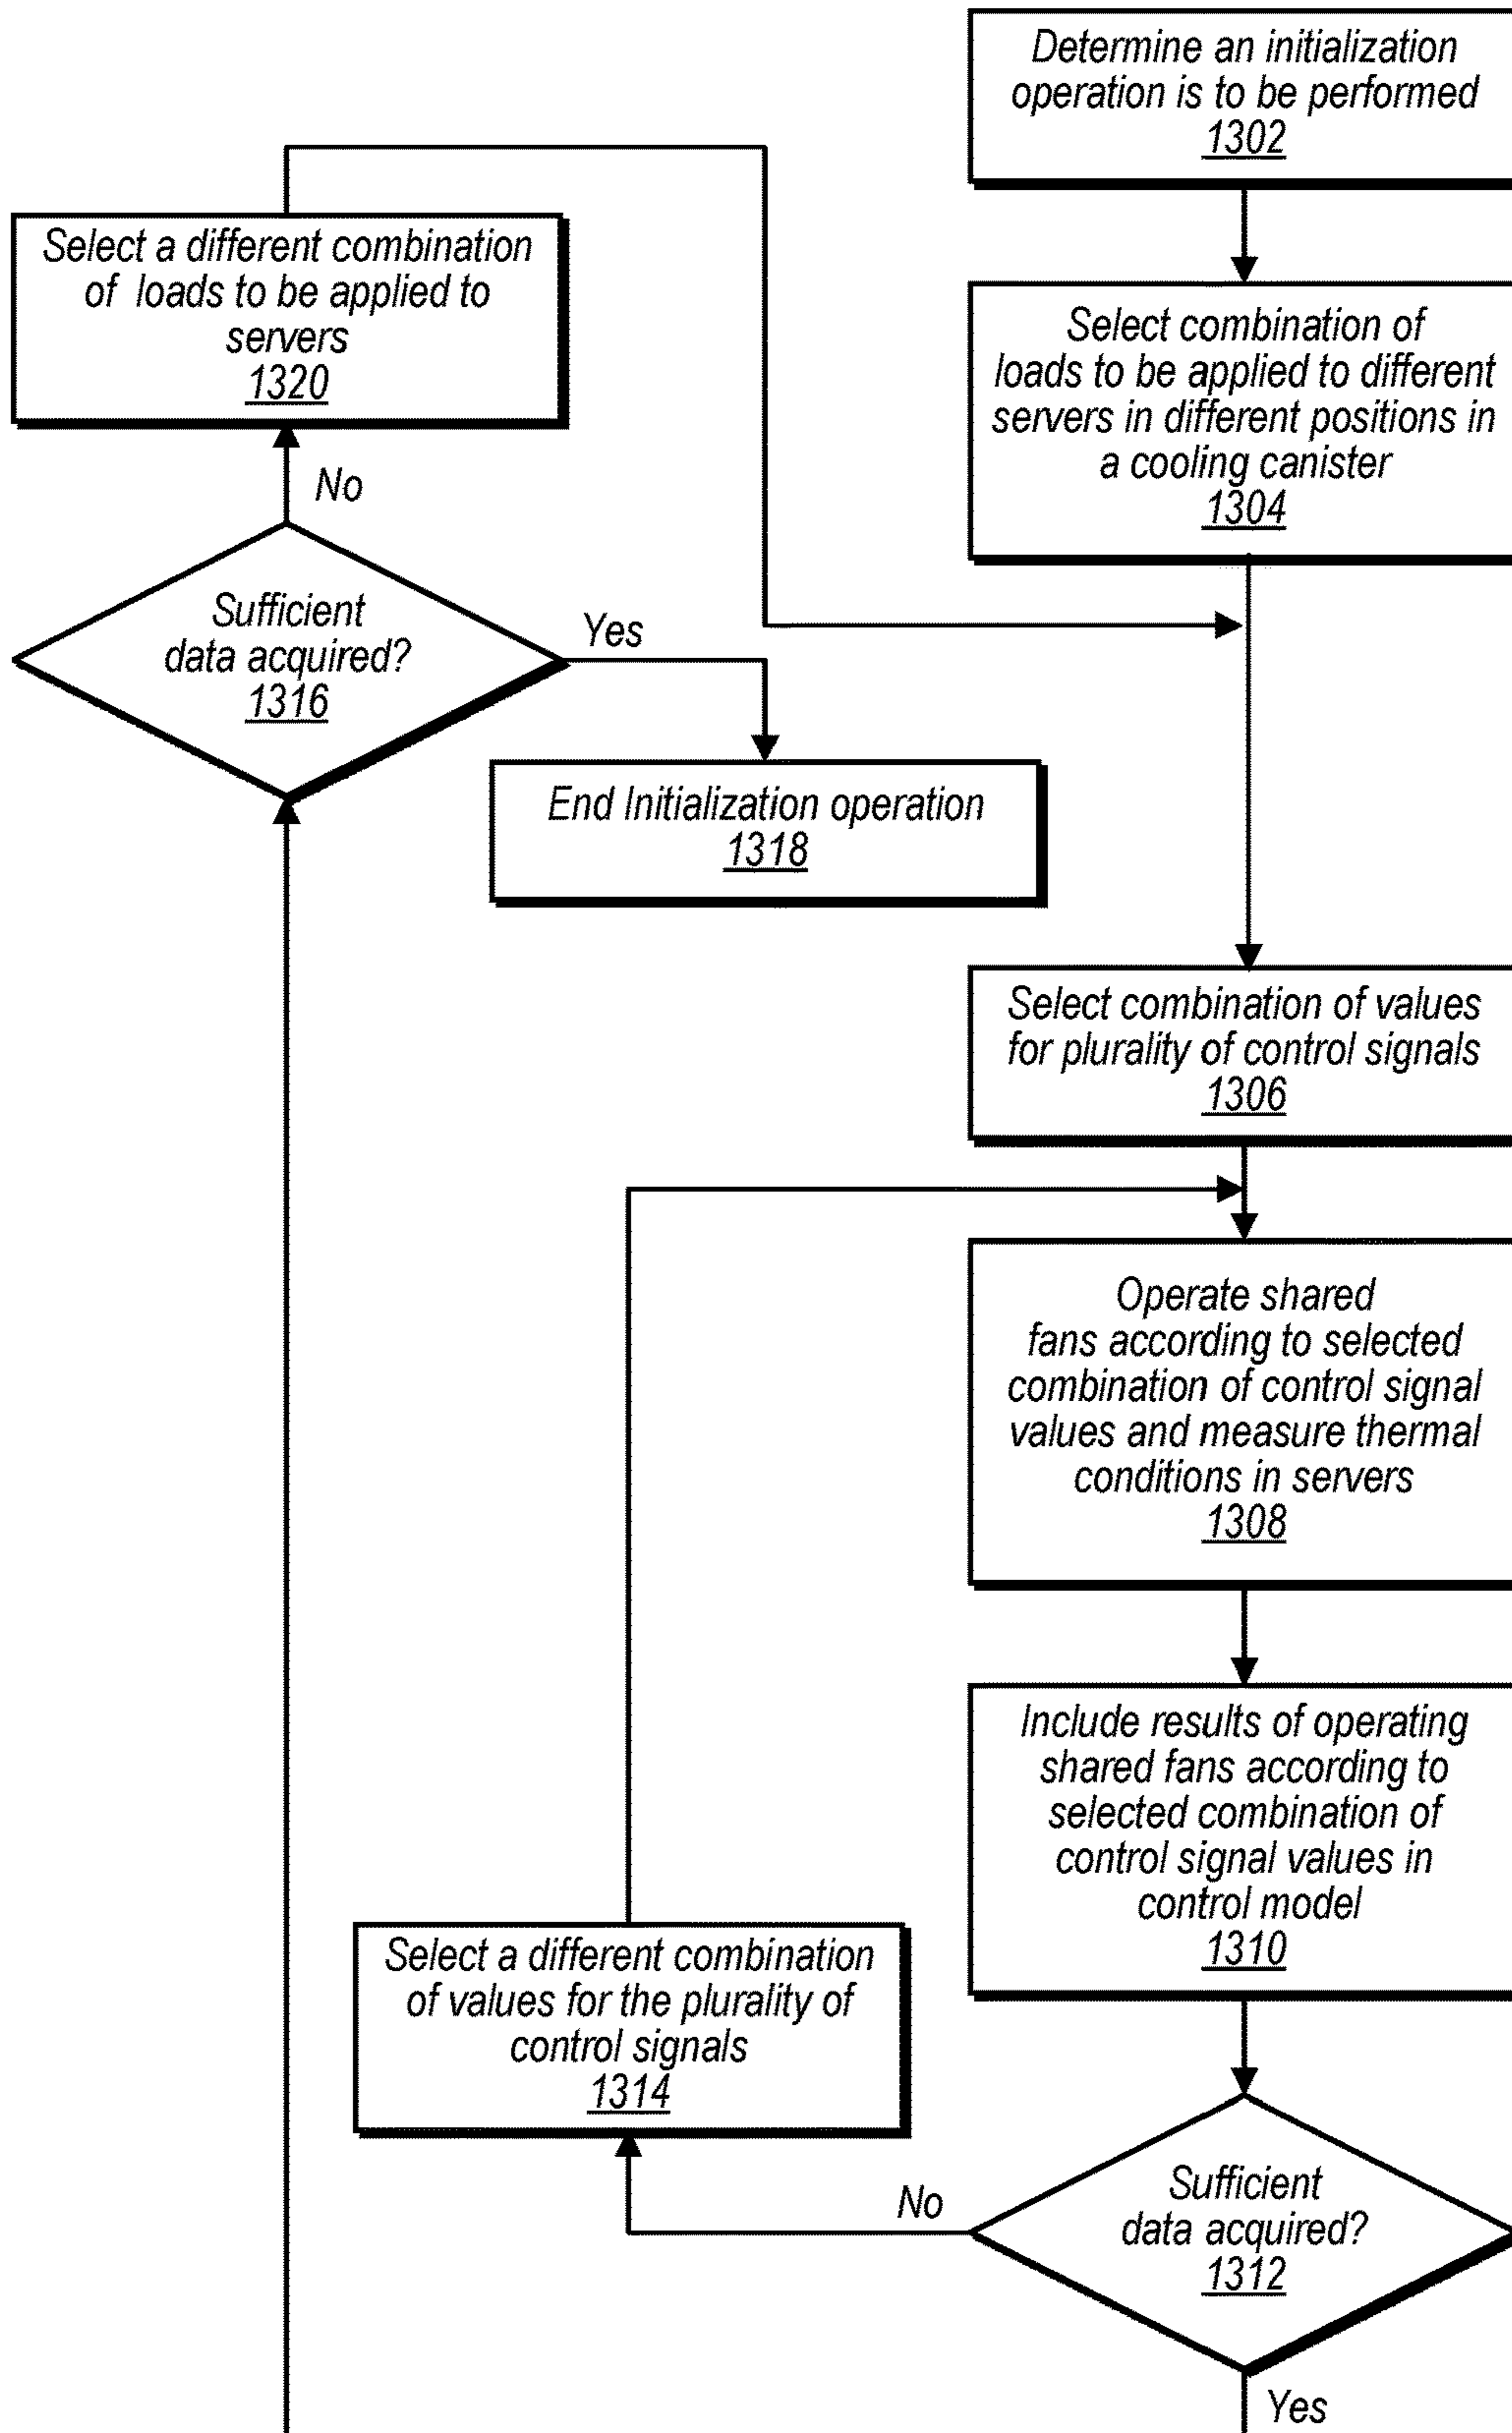 Determine an initialization
operation is to be performed
1302
Select combination of
loads to be applied to different
servers in different positions in
a cooling canister
1304
Select a different combination
of loads to be applied to
servers
1320
No
Sufficient
data acquired?
1316
Yes
End Initialization operation
1318
Select combination of values
for plurality of control signals
1306
Operate shared
fans according to selected
combination of control signal
values and measure thermal
conditions in servers
1308
Include results of operating
shared fans according to
selected combination of
control signal values in
control model
1310
Select a different combination
of values for the plurality of
control signals
1314
No
Sufficient
data acquired?
1312
Yes